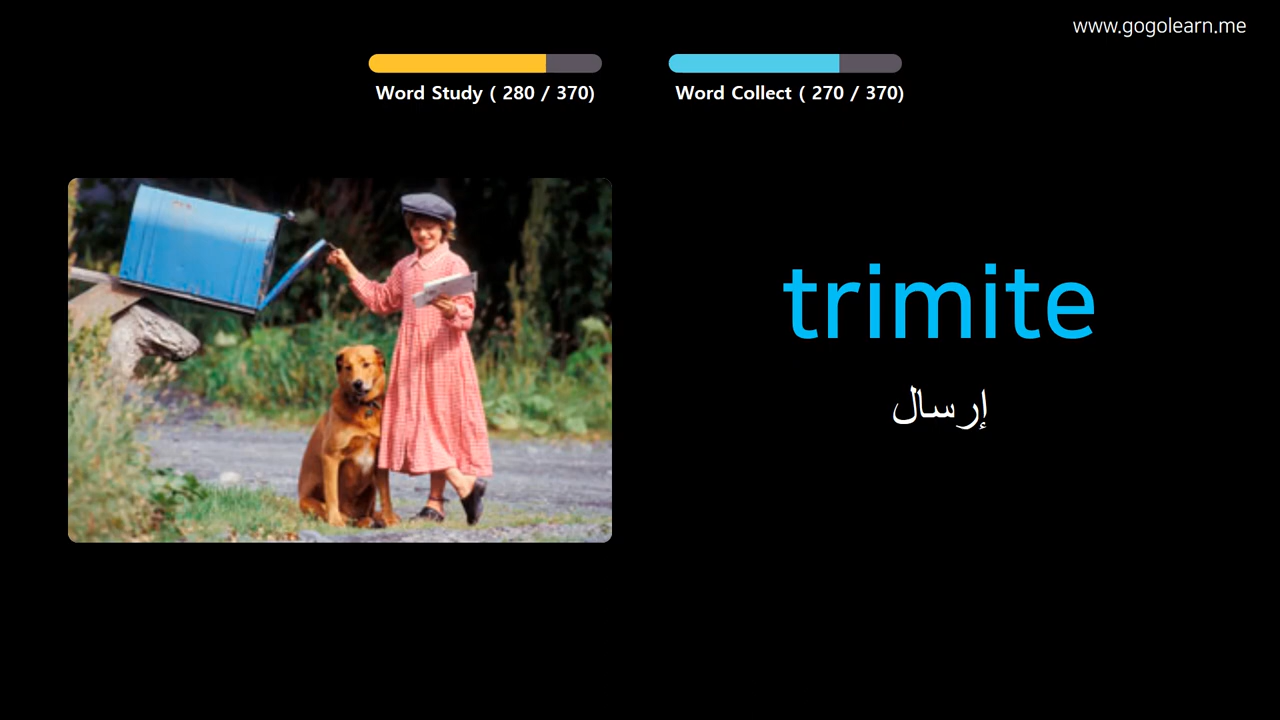 www.gogolearn.me
Word Study ( 280 / 370)
Word Collect ( 270 / 370)
trimite
إرسال